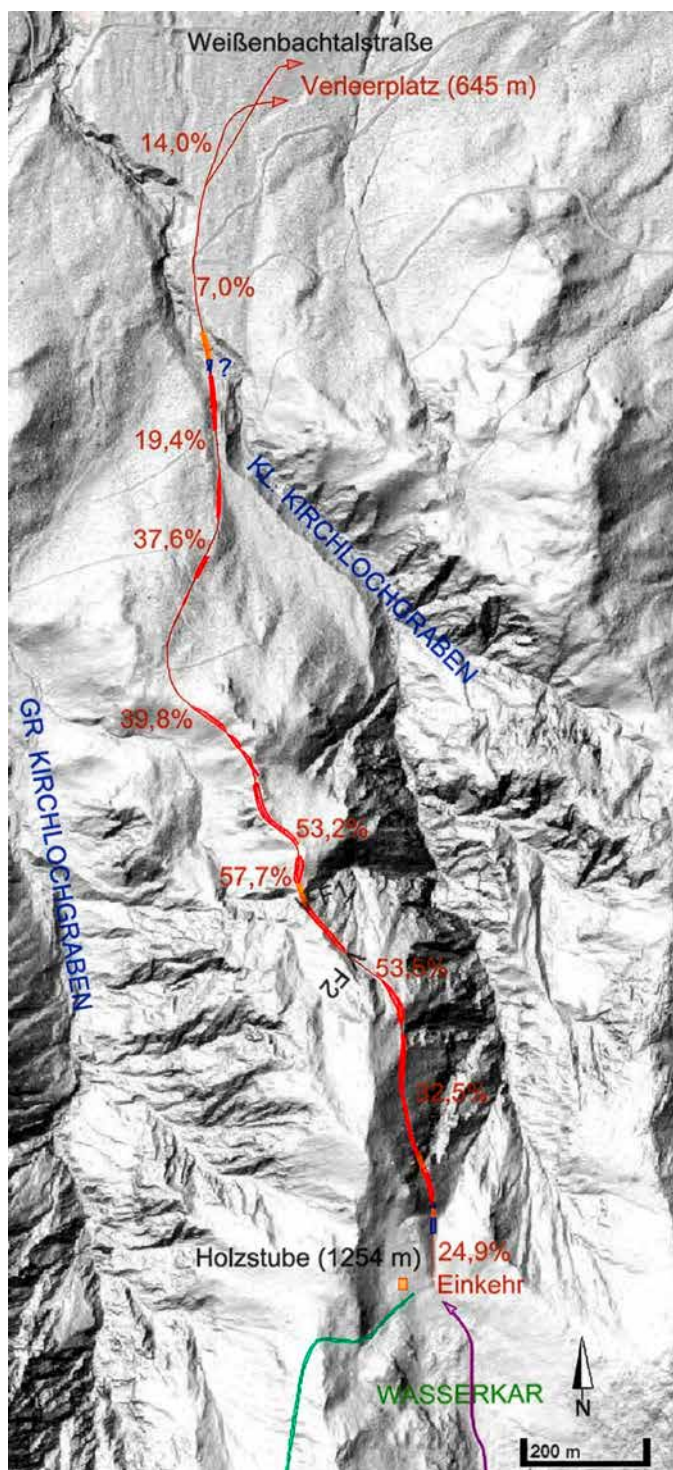 Weißenbachtalstraße
Verleerplatz (645 m)
14,0%
7,0%
?
19,4%
KL. KIRCHLOCHGRABEN
37,6%
GR. KIRCHLOCHGRABEN
39,8%
53,2%
57,7%
F1
53,5%
F2
32,5%
Holzstube (1254 m)
24,9%
Einkehr
WASSERKAR
N
200 m